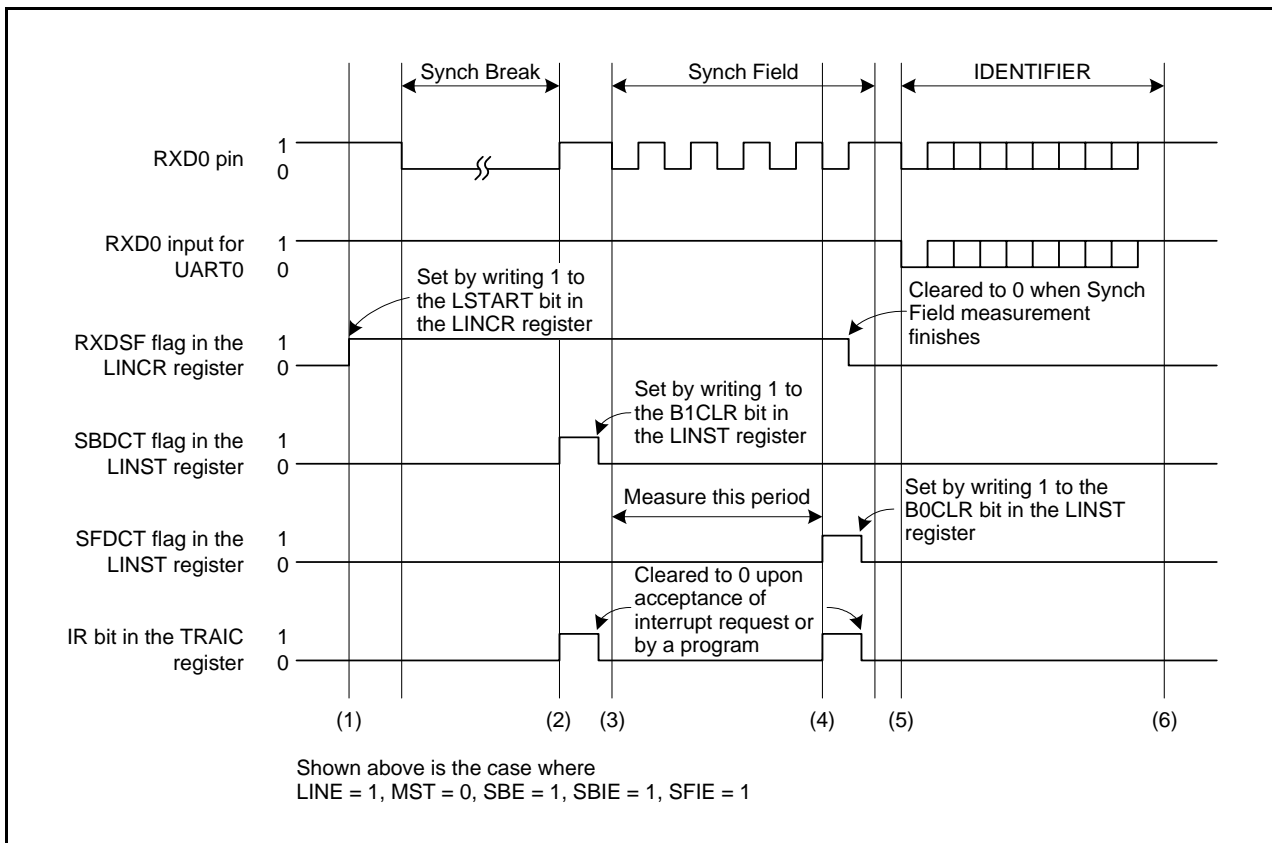 Synch Break
Synch Field
IDENTIFIER
RXD0 pin
1
0
RXD0 input for
UART0
1
0
Set by writing 1 to
the LSTART bit in
the LINCR register
Cleared to 0 when Synch
Field measurement
finishes
RXDSF flag in the
LINCR register
1
0
Set by writing 1 to
the B1CLR bit in
the LINST register
SBDCT flag in the
LINST register
1
0
Measure this period
Set by writing 1 to the
B0CLR bit in the LINST
register
SFDCT flag in the
LINST register
1
0
Cleared to 0 upon
acceptance of
interrupt request or
by a program
IR bit in the TRAIC
register
1
0
(1)
(2)
(3)
(4)
(5)
(6)
Shown above is the case where
LINE = 1, MST = 0, SBE = 1, SBIE = 1, SFIE = 1